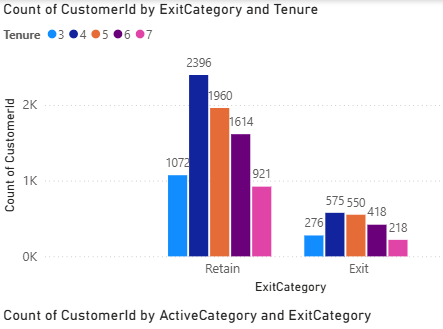 Count of CustomerId by ExitCategory and Tenure
Tenure 3 4 5 6 7
2396
1960
1614
1072
921
575 550
418
276
218
2K
1K
0K
Count of CustomerId
Retain Exit
ExitCategory
Count of CustomerId by ActiveCategory and ExitCategory